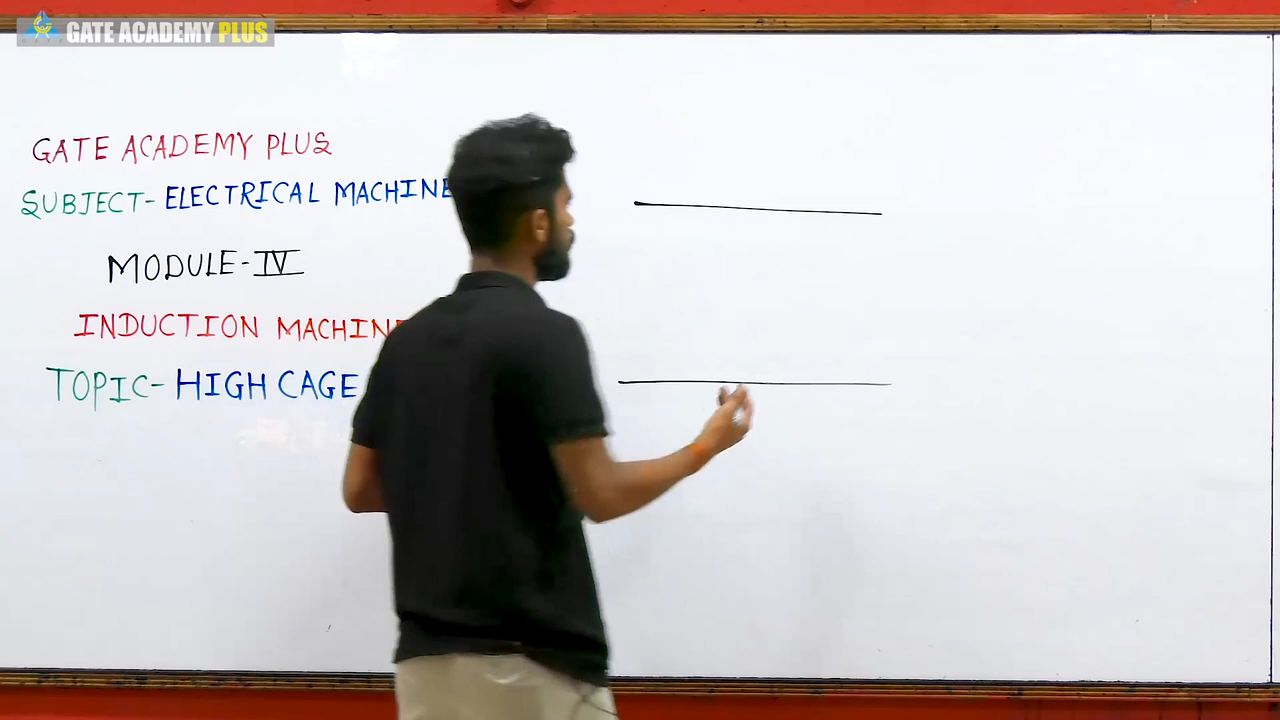 GATE ACADEMY PLUS
GATE ACADEMY PLUS
SUBJECT- ELECTRICAL MACHINE
MODULE-IV
INDUCTION MACHINE
TOPIC- HIGH CAGE